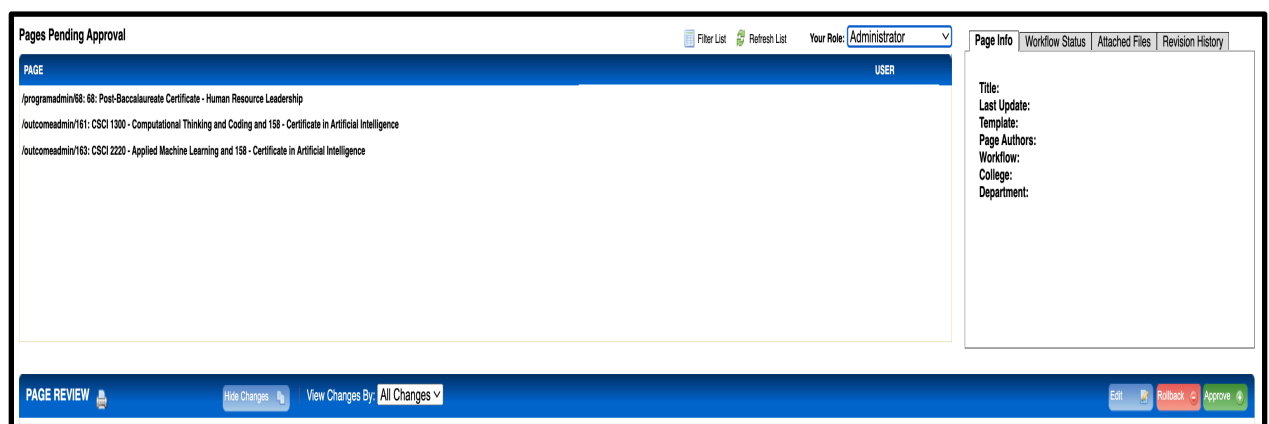 Pages Pending Approval
Filter List Refresh List Your Role: Administrator
PAGE USER
/programadmin/68: 68: Post-Baccalaureate Certificate - Human Resource Leadership
/outcomeadmin/161: CSCI 1300 - Computational Thinking and Coding and 158 - Certificate in Artificial Intelligence
/outcomeadmin/163: CSCI 2220 - Applied Machine Learning and 158 - Certificate in Artificial Intelligence
Page Info Workflow Status Attached Files Revision History
Title:
Last Update:
Template:
Page Authors:
Workflow:
College:
Department:
PAGE REVIEW Hide Changes View Changes By: All Changes Edit Rollback Approve